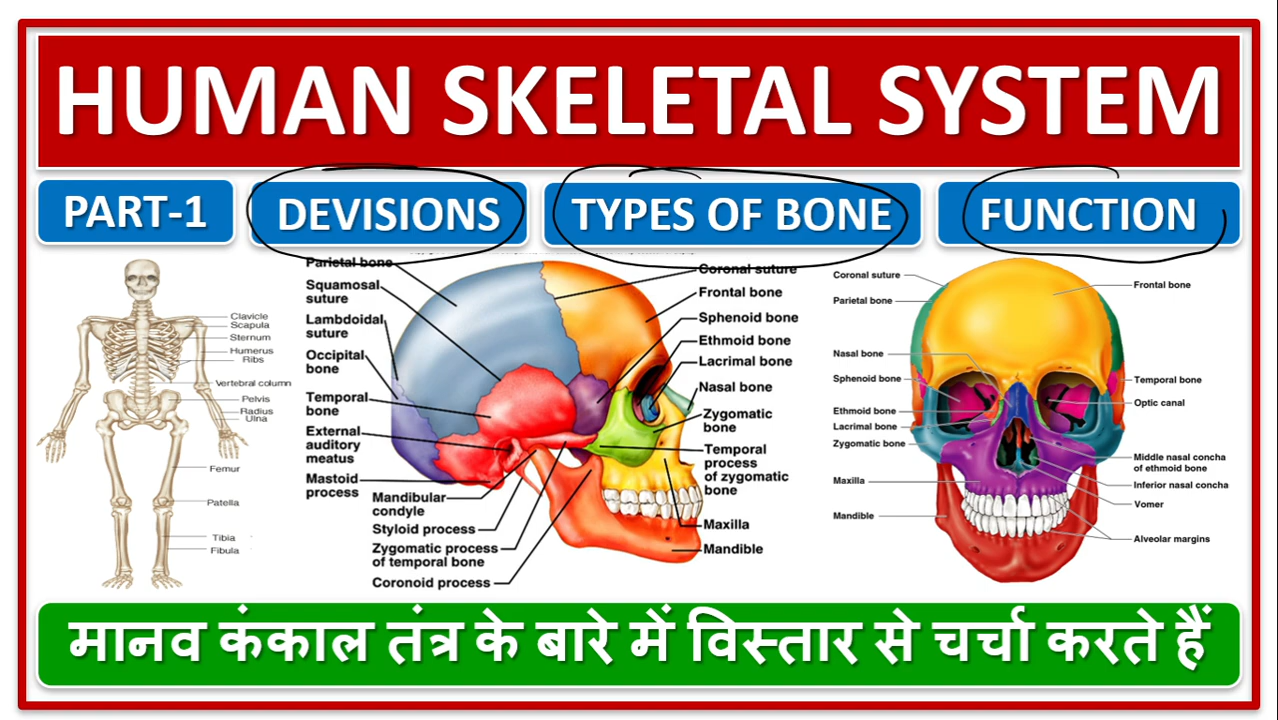 HUMAN SKELETAL SYSTEM
PART-1
DEVISIONS
TYPES OF BONE
FUNCTION
Clavicle
Scapula
Sternum
Humerus
Ribs
Vertebral column
Pelvis
Radius
Ulna
Femur
Patella
Tibia
Fibula
Parietal bone
Squamosal
suture
Lambdoidal
suture
Occipital
bone
Temporal
bone
External
auditory
meatus
Mastoid
process
Mandibular
condyle
Styloid process
Zygomatic process
of temporal bone
Coronoid process
Coronal suture
Frontal bone
Sphenoid bone
Ethmoid bone
Lacrimal bone
Nasal bone
Zygomatic
bone
Temporal
process
of zygomatic
bone
Maxilla
Mandible
Coronal suture
Parietal bone
Nasal bone
Sphenoid bone
Ethmoid bone
Lacrimal bone
Zygomatic bone
Maxilla
Mandible
Frontal bone
Temporal bone
Optic canal
Middle nasal concha
of ethmoid bone
Inferior nasal concha
Vomer
Alveolar margins
मानव कंकाल तंत्र के बारे में विस्तार से चर्चा करते हैं